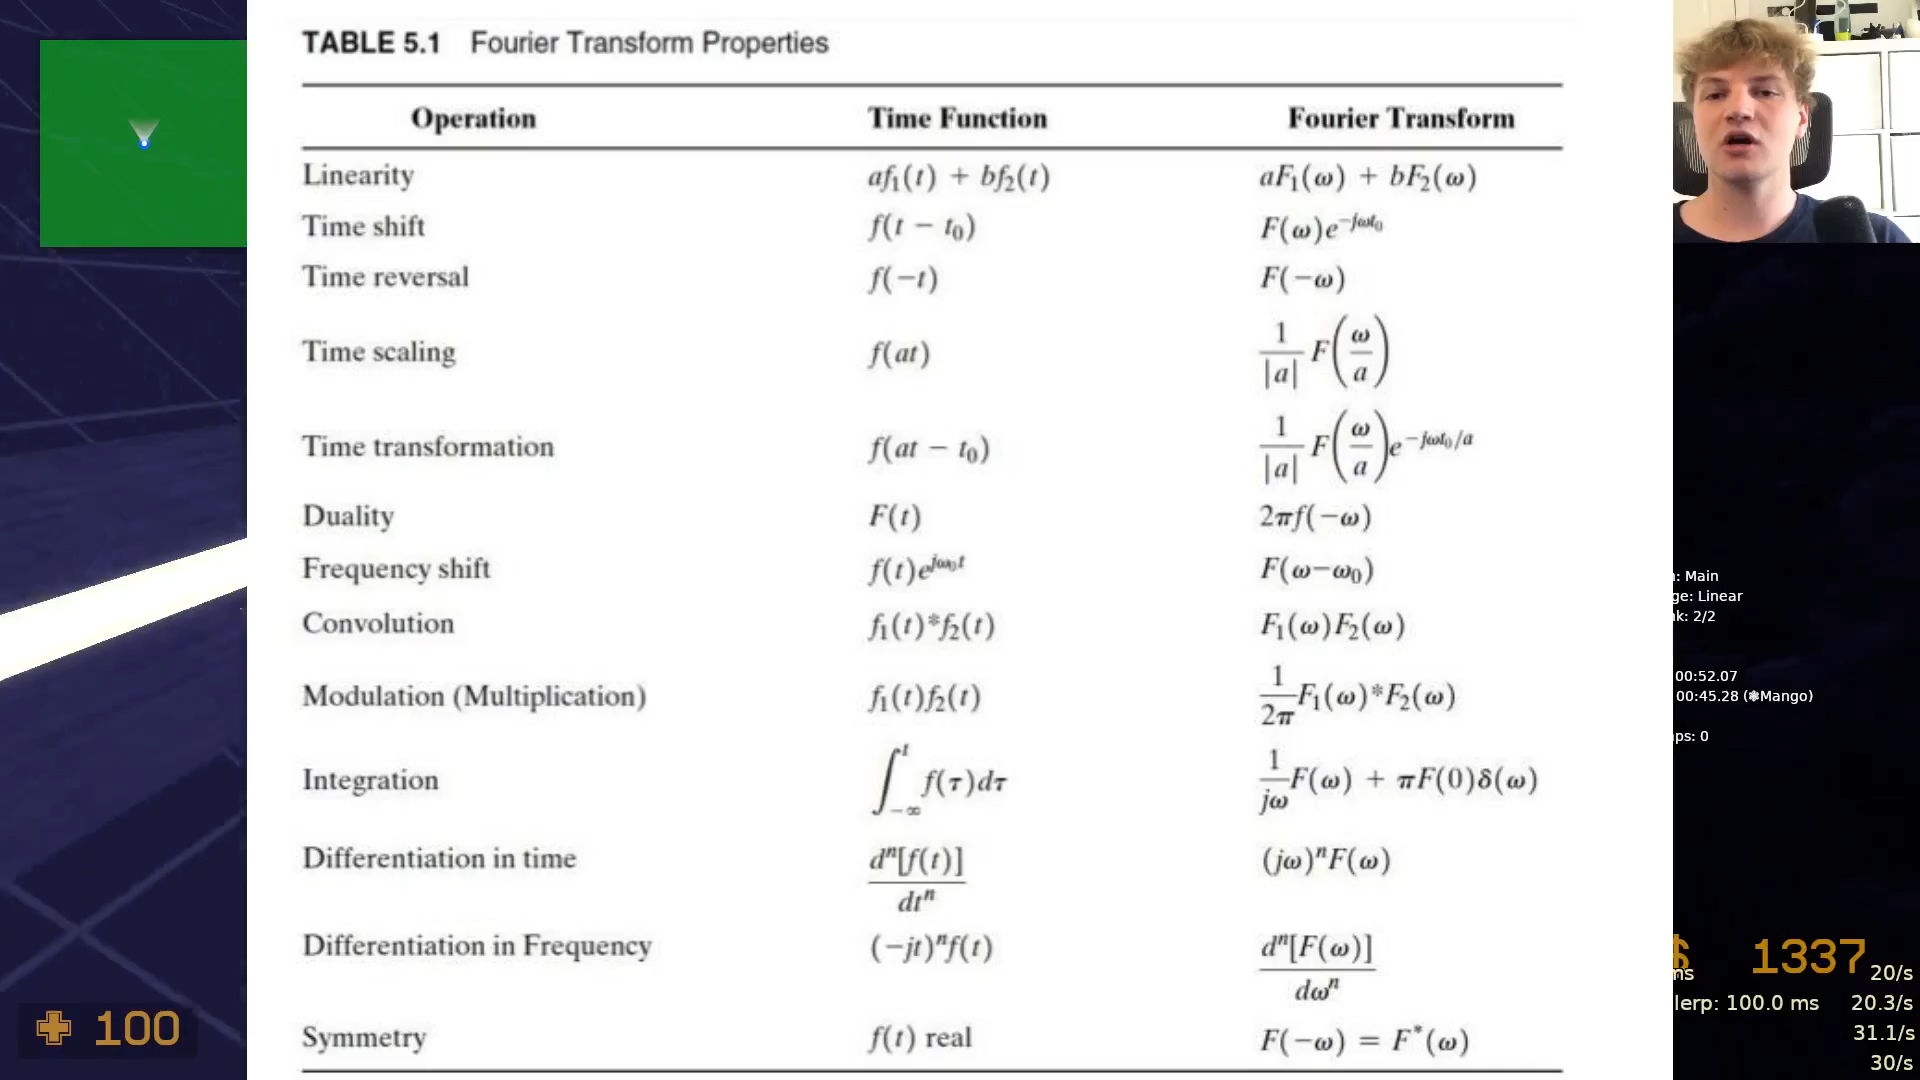 TABLE 5.1 Fourier Transform Properties
Operation Time Function Fourier Transform
Linearity af₁(t) + bf₂(t) aF₁(ω) + bF₂(ω)
Time shift f(t − t₀) F(ω)e^−jωt₀
Time reversal f(−t) F(−ω)
Time scaling f(at) 1/|a| F(ω/a)
Time transformation f(at − t₀) 1/|a| F(ω/a)e^−jωt₀/a
Duality F(t) 2πf(−ω)
Frequency shift f(t)e^jω₀t F(ω−ω₀)
Convolution f₁(t)*f₂(t) F₁(ω)F₂(ω)
Modulation (Multiplication) f₁(t)f₂(t) 1/2π F₁(ω)*F₂(ω)
Integration ∫_−∞^t f(τ)dτ 1/jω F(ω) + πF(0)δ(ω)
Differentiation in time dⁿ[f(t)]/dtⁿ (jω)ⁿF(ω)
Differentiation in Frequency (−jt)ⁿf(t) dⁿ[F(ω)]/dωⁿ
Symmetry f(t) real F(−ω) = F*(ω)
: Main
ge: Linear
k: 2/2
00:52.07
00:45.28 (Mango)
ps: 0
$ 1337
ms 20/s
lerp: 100.0 ms 20.3/s
31.1/s
30/s
100